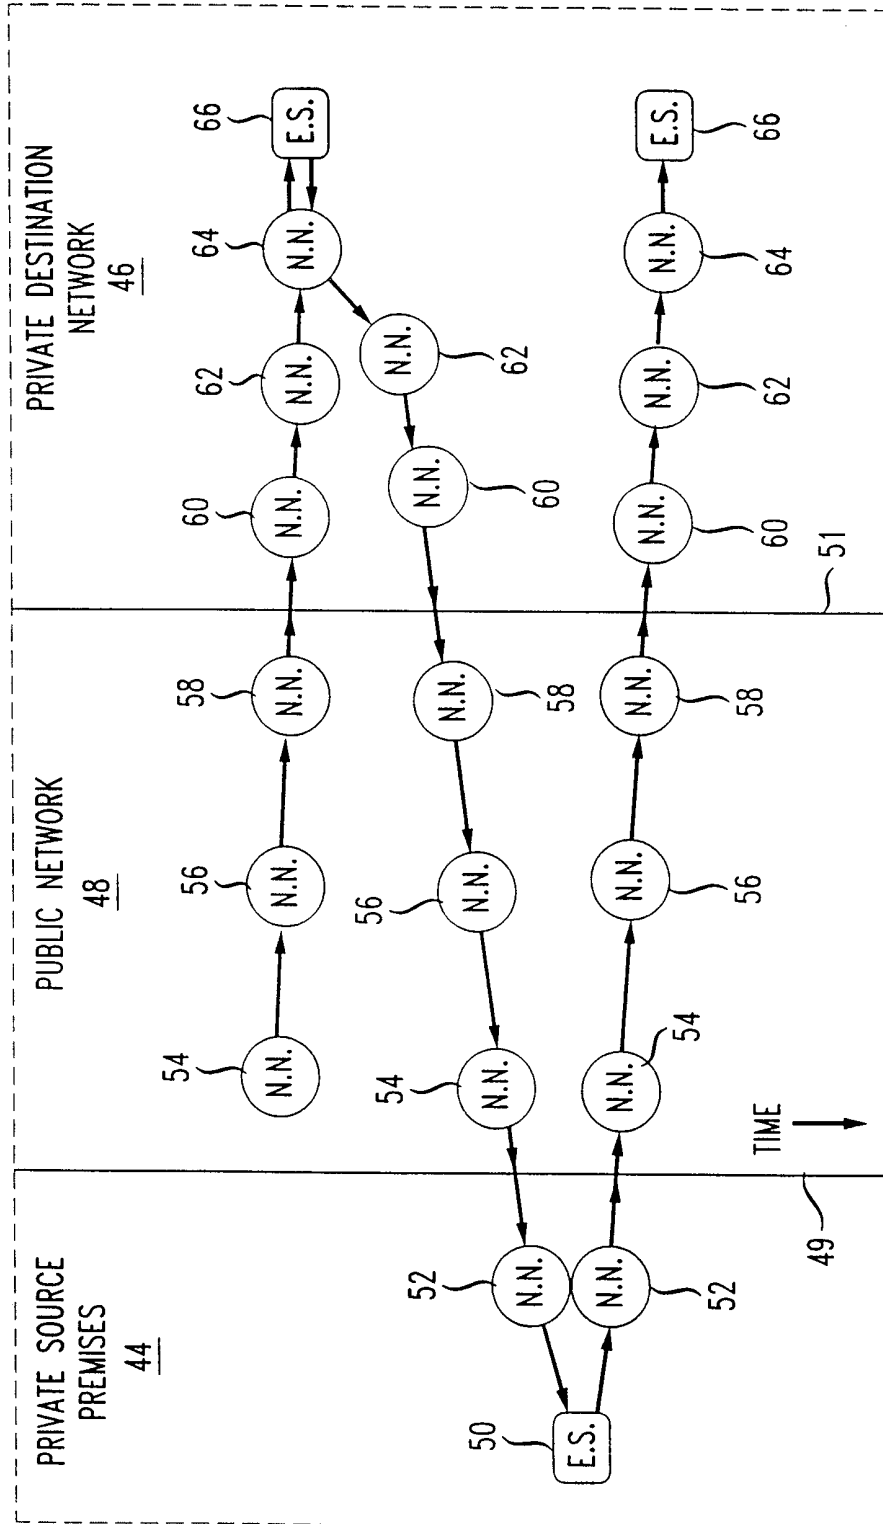 PRIVATE SOURCE
PREMISES
44
PUBLIC NETWORK
48
PRIVATE DESTINATION
NETWORK
46
54
N.N.
56
N.N.
58
N.N.
60
N.N.
62
N.N.
64
N.N.
66
E.S.
N.N.
62
N.N.
60
N.N.
58
56
N.N.
54
N.N.
52
N.N.
50
E.S.
N.N.
52
N.N.
54
N.N.
56
N.N.
58
N.N.
60
N.N.
62
N.N.
64
E.S.
66
TIME
49
51